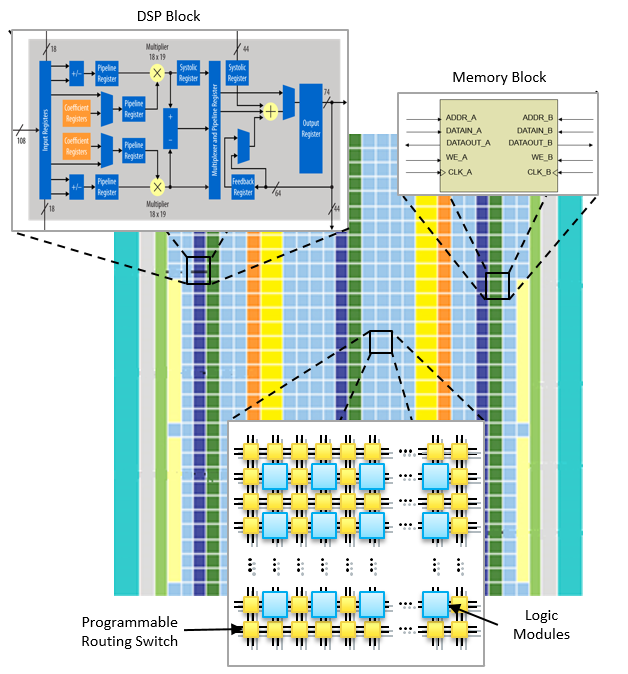 DSP Block
18
44
Multiplier
18 x 19
Input Registers
+/−
Pipeline
Register
Systolic
Register
Systolic
Register
Coefficient
Registers
Pipeline
Register
Multiplexer and Pipeline Register
74
+
−
+
Output
Register
108
Coefficient
Registers
Pipeline
Register
+/−
Pipeline
Register
Feedback
Register
64
18
Multiplier
18 x 19
44
Memory Block
ADDR_A
ADDR_B
DATAIN_A
DATAIN_B
DATAOUT_A
DATAOUT_B
WE_A
WE_B
CLK_A
CLK_B
Programmable
Routing Switch
Logic
Modules